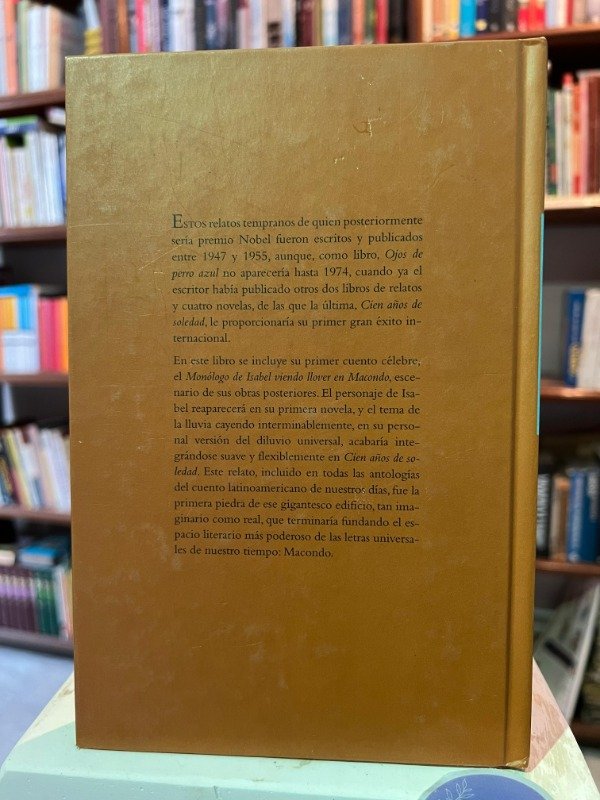 ESTOS relatos tempranos de quien posteriormente
sería premio Nobel fueron escritos y publicados
entre 1947 y 1955, aunque, como libro, Ojos de
perro azul no aparecería hasta 1974, cuando ya el
escritor había publicado otros dos libros de relatos
y cuatro novelas, de las que la última, Cien años de
soledad, le proporcionaría su primer gran éxito in-
ternacional.
En este libro se incluye su primer cuento célebre,
el Monólogo de Isabel viendo llover en Macondo, esce-
nario de sus obras posteriores. El personaje de Isa-
bel reaparecerá en su primera novela, y el tema de
la lluvia cayendo interminablemente, en su perso-
nal versión del diluvio universal, acabaría inte-
grándose suave y flexiblemente en Cien años de so-
ledad. Este relato, incluido en todas las antologías
del cuento latinoamericano de nuestros días, fue la
primera piedra de ese gigantesco edificio, tan ima-
ginario como real, que terminaría fundando el es-
pacio literario más poderoso de las letras universa-
les de nuestro tiempo: Macondo.